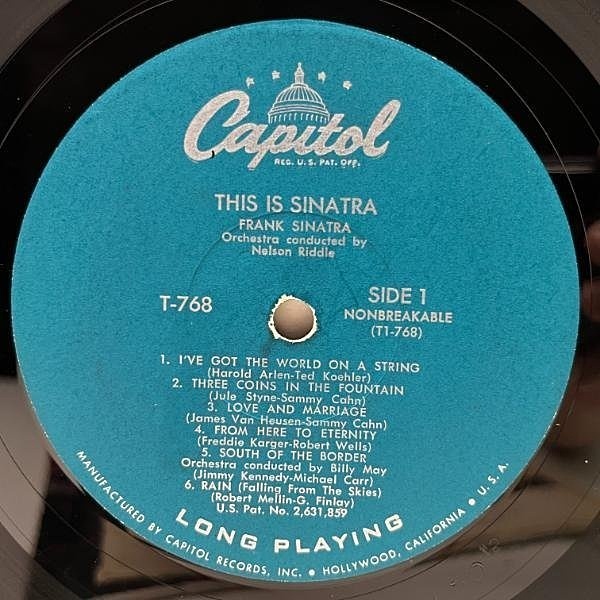 Capitol
REG. U.S. PAT. OFF.
THIS IS SINATRA
FRANK SINATRA
Orchestra conducted by
Nelson Riddle
T-768
SIDE 1
NONBREAKABLE
(T1-768)
1. I'VE GOT THE WORLD ON A STRING
(Harold Arlen-Ted Koehler)
2. THREE COINS IN THE FOUNTAIN
(Jule Styne-Sammy Cahn)
3. LOVE AND MARRIAGE
(James Van Heusen-Sammy Cahn)
4. FROM HERE TO ETERNITY
(Freddie Karger-Robert Wells)
5. SOUTH OF THE BORDER
Orchestra conducted by Billy May
(Jimmy Kennedy-Michael Carr)
6. RAIN (Falling From The Skies)
(Robert Mellin-G. Finlay)
U.S. Pat. No. 2,631,859
LONG PLAYING
MANUFACTURED BY CAPITOL RECORDS, INC. • HOLLYWOOD, CALIFORNIA • U.S.A.